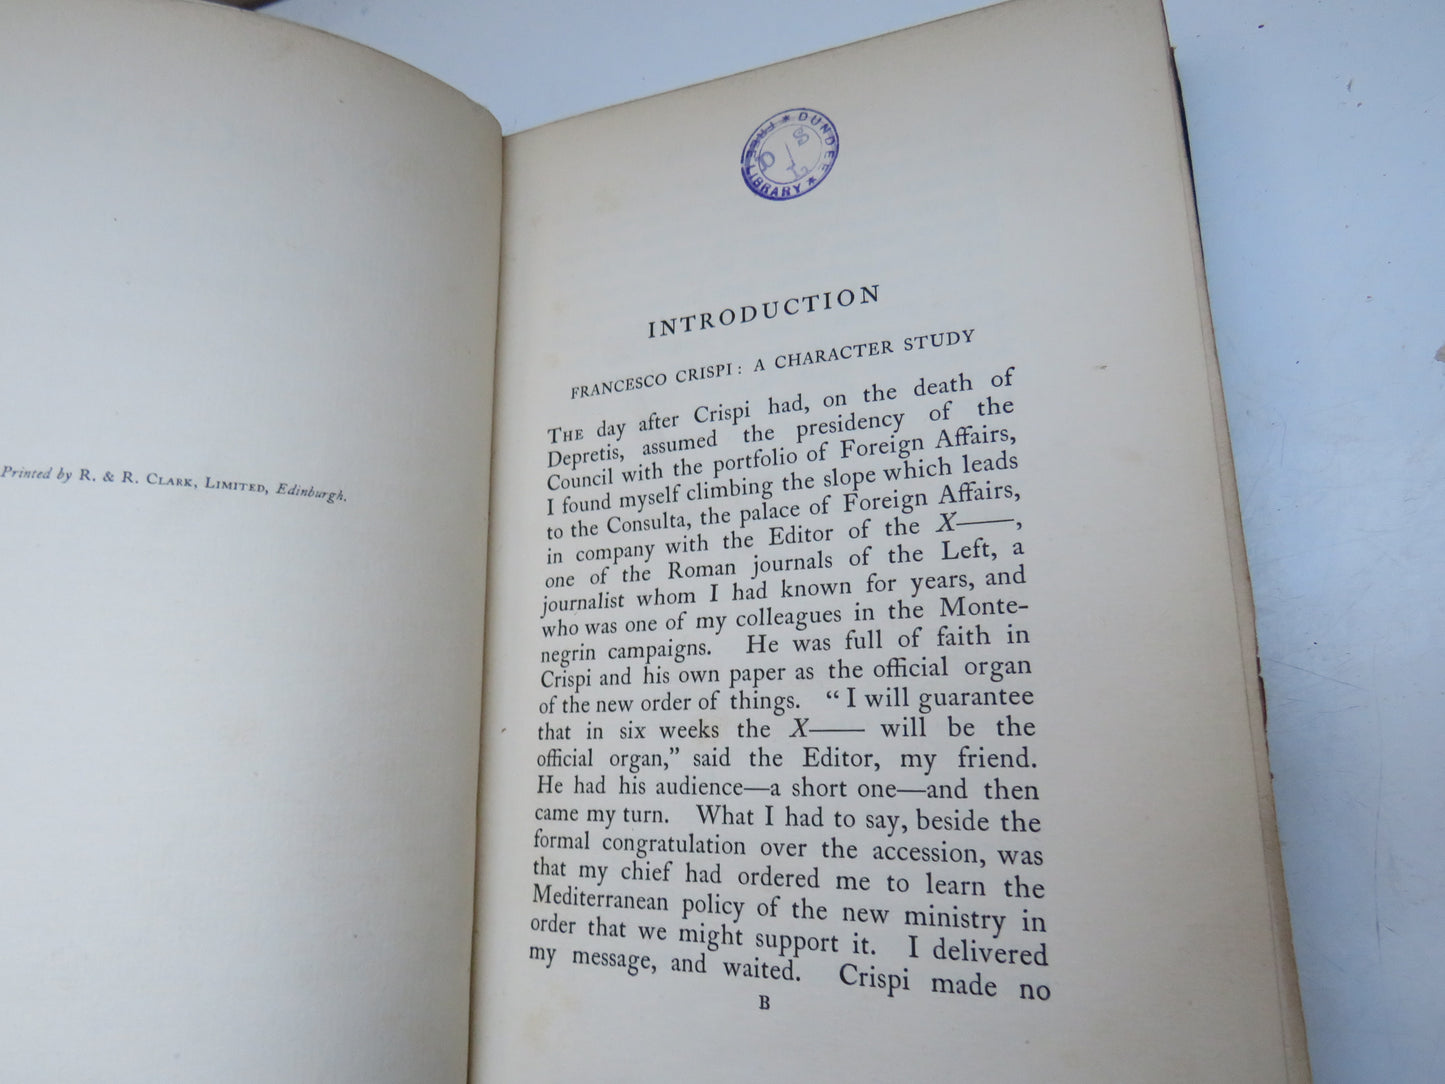 Printed by R. & R. CLARK, LIMITED, Edinburgh.
FREE LIBRARY * DUNDEE *
INTRODUCTION
FRANCESCO CRISPI: A CHARACTER STUDY
THE day after Crispi had, on the death of
Depretis, assumed the presidency of the
Council with the portfolio of Foreign Affairs,
I found myself climbing the slope which leads
to the Consulta, the palace of Foreign Affairs,
in company with the Editor of the X——,
one of the Roman journals of the Left, a
journalist whom I had known for years, and
who was one of my colleagues in the Monte-
negrin campaigns. He was full of faith in
Crispi and his own paper as the official organ
of the new order of things. “I will guarantee
that in six weeks the X—— will be the
official organ,” said the Editor, my friend.
He had his audience—a short one—and then
came my turn. What I had to say, beside the
formal congratulation over the accession, was
that my chief had ordered me to learn the
Mediterranean policy of the new ministry in
order that we might support it. I delivered
my message, and waited. Crispi made no
B